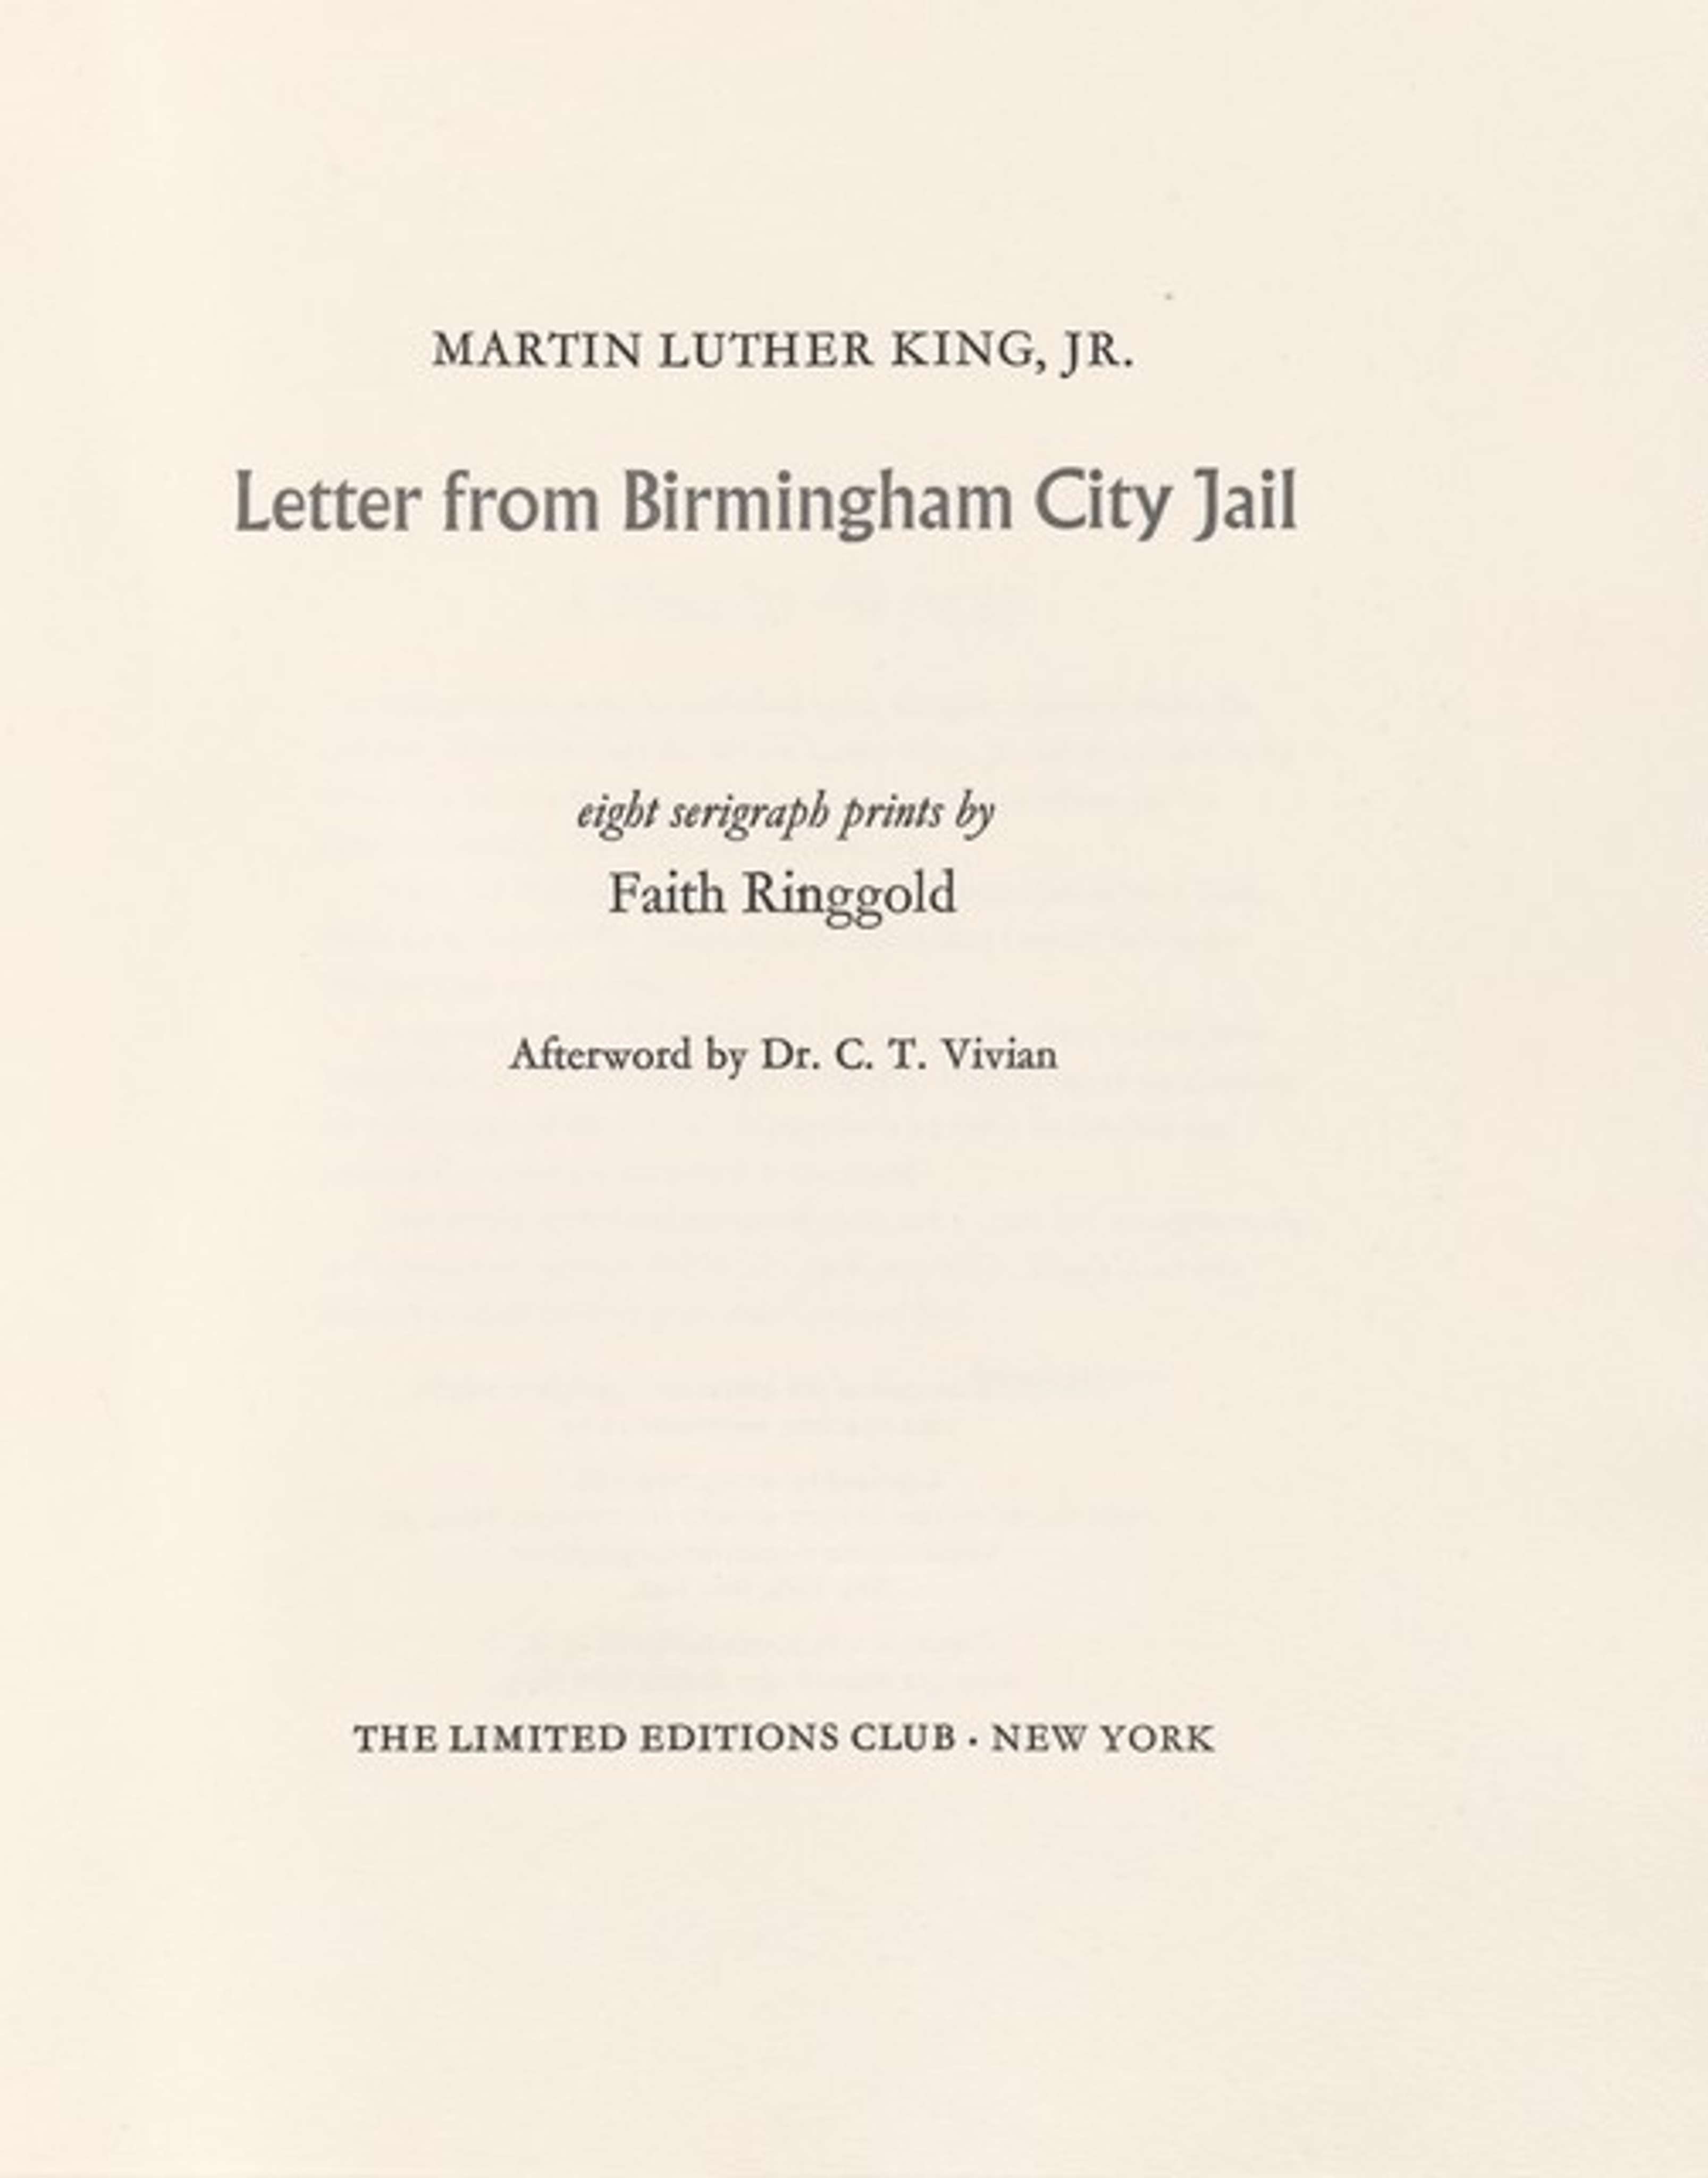 MARTIN LUTHER KING, JR.
Letter from Birmingham City Jail
eight serigraph prints by
Faith Ringgold
Afterword by Dr. C. T. Vivian
THE LIMITED EDITIONS CLUB · NEW YORK